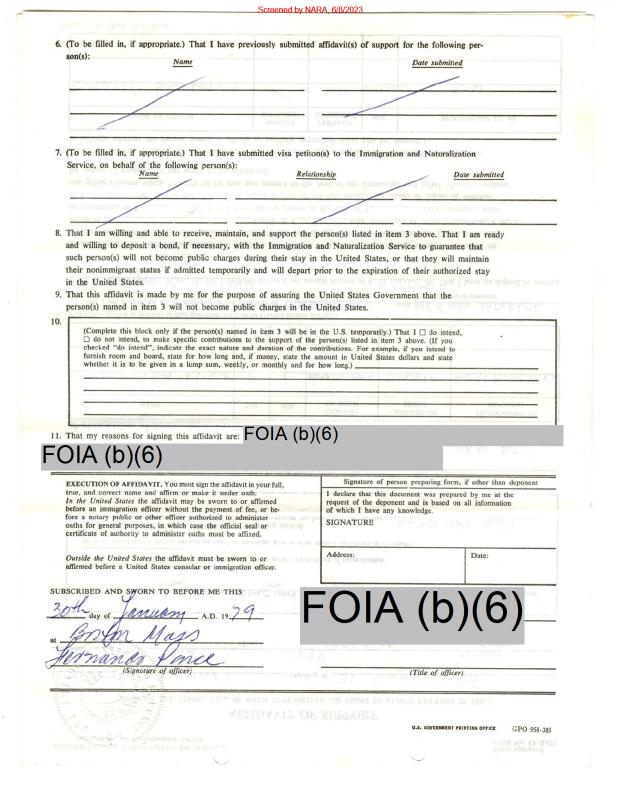 Screened by NARA, 6/8/2023
6. (To be filled in, if appropriate.) That I have previously submitted affidavit(s) of support for the following per-
son(s):
Name Date submitted
7. (To be filled in, if appropriate.) That I have submitted visa petiton(s) to the Immigration and Naturalization
Service, on behalf of the following person(s):
Name Relationship Date submitted
8. That I am willing and able to receive, maintain, and support the person(s) listed in item 3 above. That I am ready
and willing to deposit a bond, if necessary, with the Immigration and Naturalization Service to guarantee that
such person(s) will not become public charges during their stay in the United States, or that they will maintain
their nonimmigrant status if admitted temporarily and will depart prior to the expiration of their authorized stay
in the United States.
9. That this affidavit is made by me for the purpose of assuring the United States Government that the
person(s) named in item 3 will not become public charges in the United States.
10.
(Complete this block only if the person(s) named in item 3 will be in the U.S. temporarily.) That I ☐ do intend,
☐ do not intend, to make specific contributions to the support of the person(s) listed in item 3 above. (If you
checked "do intend", indicate the exact nature and duration of the contributions. For example, if you intend to
furnish room and board, state for how long and, if money, state the amount in United States dollars and state
whether it is to be given in a lump sum, weekly, or monthly and for how long.)
11. That my reasons for signing this affidavit are: FOIA (b)(6)
FOIA (b)(6)
EXECUTION OF AFFIDAVIT. You must sign the affidavit in your full,
true, and correct name and affirm or make it under oath.
In the United States the affidavit may be sworn to or affirmed
before an immigration officer without the payment of fee, or be-
fore a notary public or other officer authorized to administer
oaths for general purposes, in which case the official seal or
certificate of authority to administer oaths must be affixed.
Outside the United States the affidavit must be sworn to or
affirmed before a United States consular or immigration officer.
Signature of person preparing form, if other than deponent
I declare that this document was prepared by me at the
request of the deponent and is based on all information
of which I have any knowledge.
SIGNATURE
Address: Date:
SUBSCRIBED AND SWORN TO BEFORE ME THIS
30th day of January A.D. 1979
at Boston Mass
Fernando Ponce
(Signature of officer)
FOIA (b)(6)
(Title of officer)
U.S. GOVERNMENT PRINTING OFFICE GPO 958-385